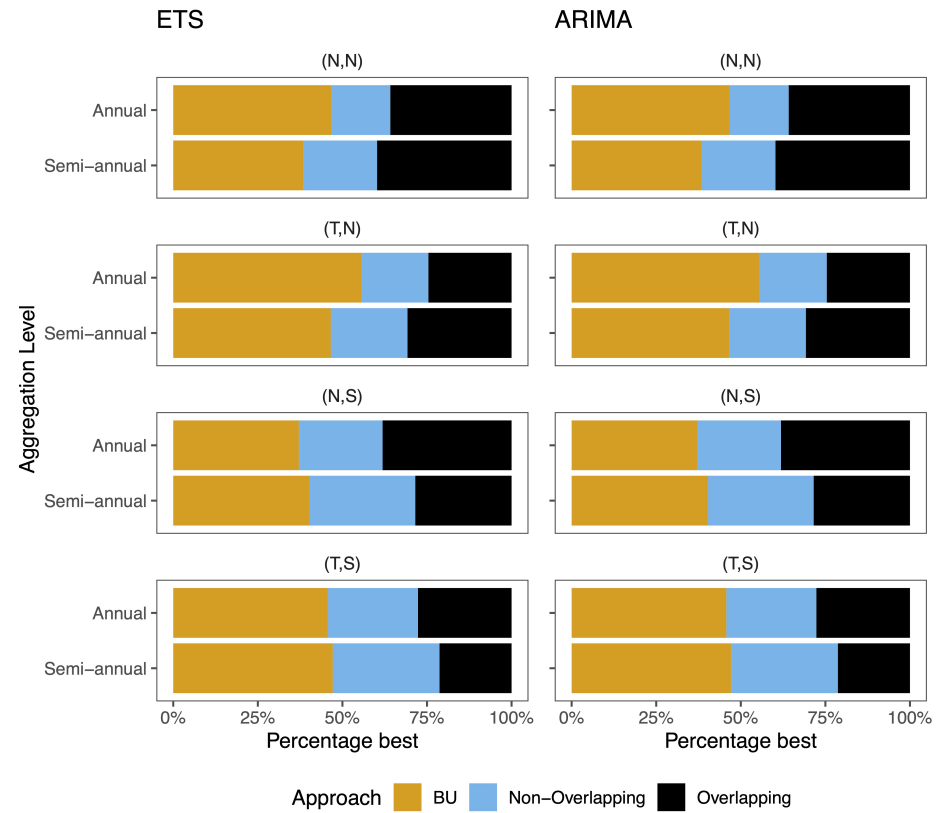 ETS
ARIMA
(N,N)
(N,N)
Annual
Semi−annual
(T,N)
(T,N)
Annual
Semi−annual
(N,S)
(N,S)
Annual
Semi−annual
(T,S)
(T,S)
Annual
Semi−annual
Aggregation Level
0% 25% 50% 75% 100%
0% 25% 50% 75% 100%
Percentage best
Percentage best
Approach BU Non−Overlapping Overlapping